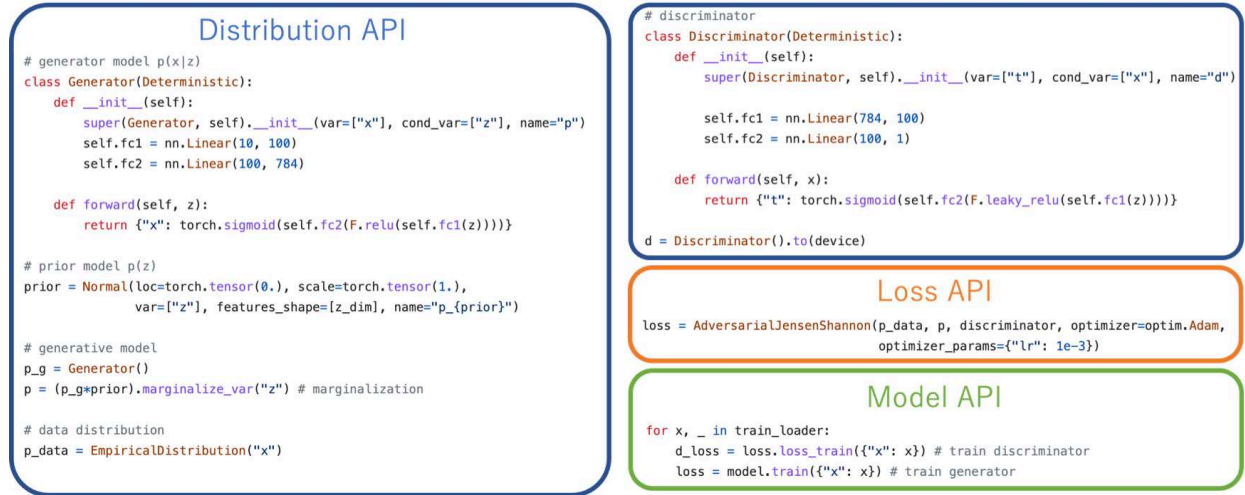 Distribution API
# generator model p(x|z)
class Generator(Deterministic):
    def __init__(self):
        super(Generator, self).__init__(var=["x"], cond_var=["z"], name="p")
        self.fc1 = nn.Linear(10, 100)
        self.fc2 = nn.Linear(100, 784)

    def forward(self, z):
        return {"x": torch.sigmoid(self.fc2(F.relu(self.fc1(z))))}

# prior model p(z)
prior = Normal(loc=torch.tensor(0.), scale=torch.tensor(1.),
               var=["z"], features_shape=[z_dim], name="p_{prior}")

# generative model
p_g = Generator()
p = (p_g*prior).marginalize_var("z") # marginalization

# data distribution
p_data = EmpiricalDistribution("x")
# discriminator
class Discriminator(Deterministic):
    def __init__(self):
        super(Discriminator, self).__init__(var=["t"], cond_var=["x"], name="d")

        self.fc1 = nn.Linear(784, 100)
        self.fc2 = nn.Linear(100, 1)

    def forward(self, x):
        return {"t": torch.sigmoid(self.fc2(F.leaky_relu(self.fc1(z))))}

d = Discriminator().to(device)
Loss API
loss = AdversarialJensenShannon(p_data, p, discriminator, optimizer=optim.Adam,
                                optimizer_params={"lr": 1e-3})
Model API
for x, _ in train_loader:
    d_loss = loss.loss_train({"x": x}) # train discriminator
    loss = model.train({"x": x}) # train generator